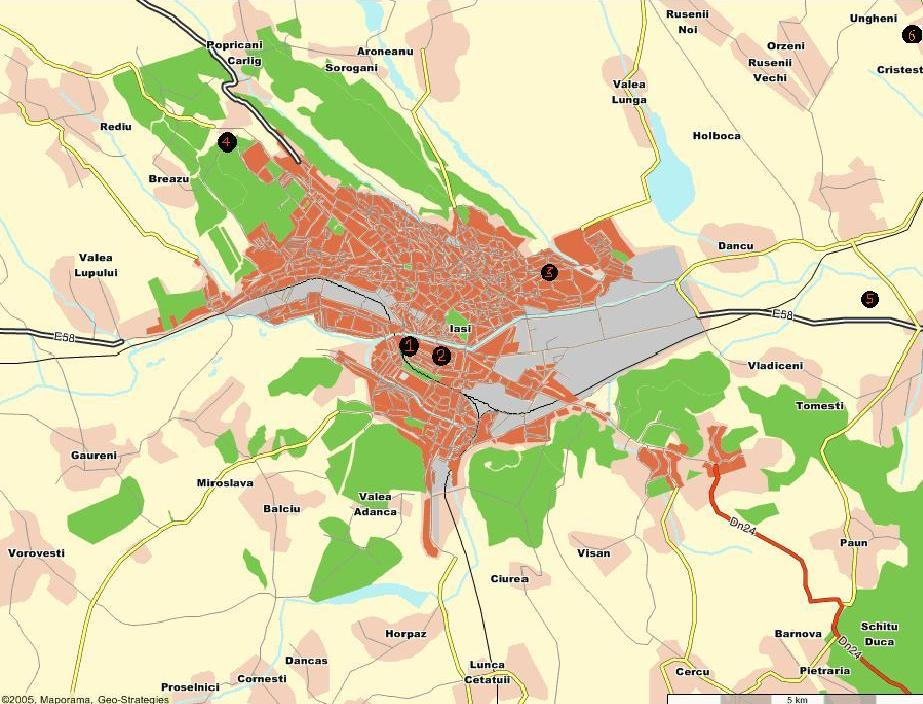 Rusenii
Noi
Ungheni
6
Orzeni
Popricani
Carlig
Aroneanu
Sorogani
Rusenii
Vechi
Cristest
Valea
Lunga
Rediu
4
Holboca
Breazu
Dancu
Valea
Lupului
3
5
E58
Iasi
E58
1
2
Vladiceni
Tomesti
Gaureni
Miroslava
Valea
Adanca
Balciu
Dn24
Vorovesti
Visan
Paun
Ciurea
Horpaz
Barnova
Schitu
Duca
Dn24
Dancas
Lunca
Cetatuii
Cercu
Pietraria
Cornesti
Proselnici
©2005, Maporama, Geo-Strategies
5 km